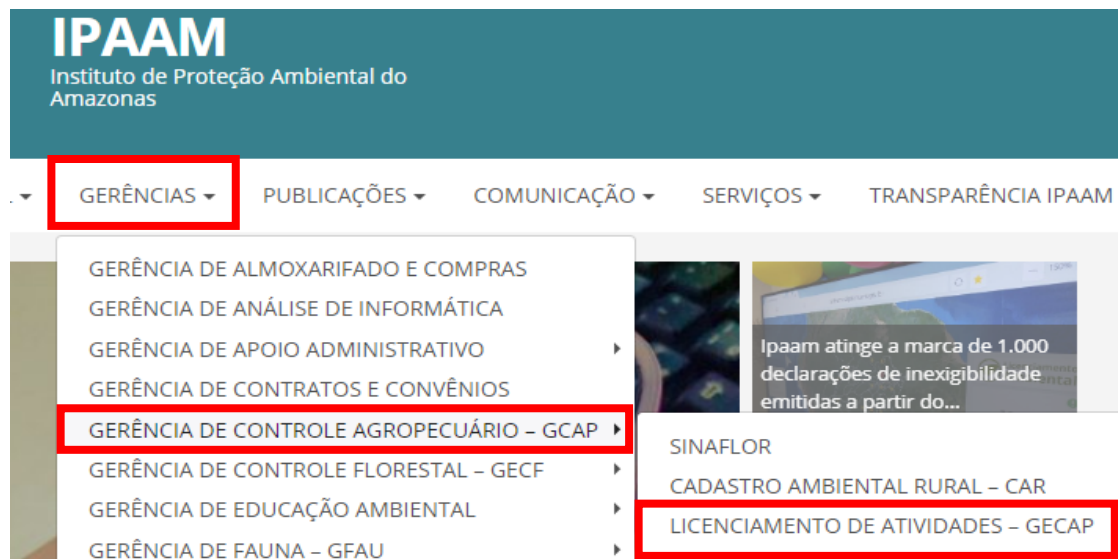 IPAAM
Instituto de Proteção Ambiental do
Amazonas
GERÊNCIAS
PUBLICAÇÕES
COMUNICAÇÃO
SERVIÇOS
TRANSPARÊNCIA IPAAM
GERÊNCIA DE ALMOXARIFADO E COMPRAS
GERÊNCIA DE ANÁLISE DE INFORMÁTICA
GERÊNCIA DE APOIO ADMINISTRATIVO
GERÊNCIA DE CONTRATOS E CONVÊNIOS
GERÊNCIA DE CONTROLE AGROPECUÁRIO – GCAP
GERÊNCIA DE CONTROLE FLORESTAL – GECF
GERÊNCIA DE EDUCAÇÃO AMBIENTAL
GERÊNCIA DE FAUNA – GFAU
150%
Ipaam atinge a marca de 1.000
declarações de inexigibilidade
emitidas a partir do...
SINAFLOR
CADASTRO AMBIENTAL RURAL – CAR
LICENCIAMENTO DE ATIVIDADES – GECAP